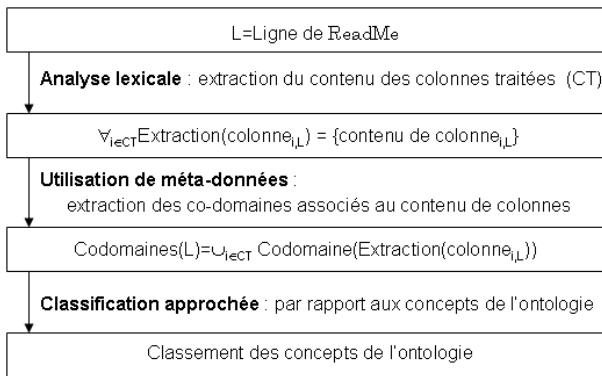 L=Ligne de ReadMe
Analyse lexicale : extraction du contenu des colonnes traitées (CT)
∀i∈CTExtraction(colonnei,L) = {contenu de colonnei,L}
Utilisation de méta-données :
extraction des co-domaines associés au contenu de colonnes
Codomaines(L)=∪i∈CT Codomaine(Extraction(colonnei,L))
Classification approchée : par rapport aux concepts de l'ontologie
Classement des concepts de l'ontologie